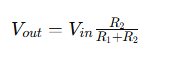 V_{out} = V_{in} \frac{R_2}{R_1+R_2}